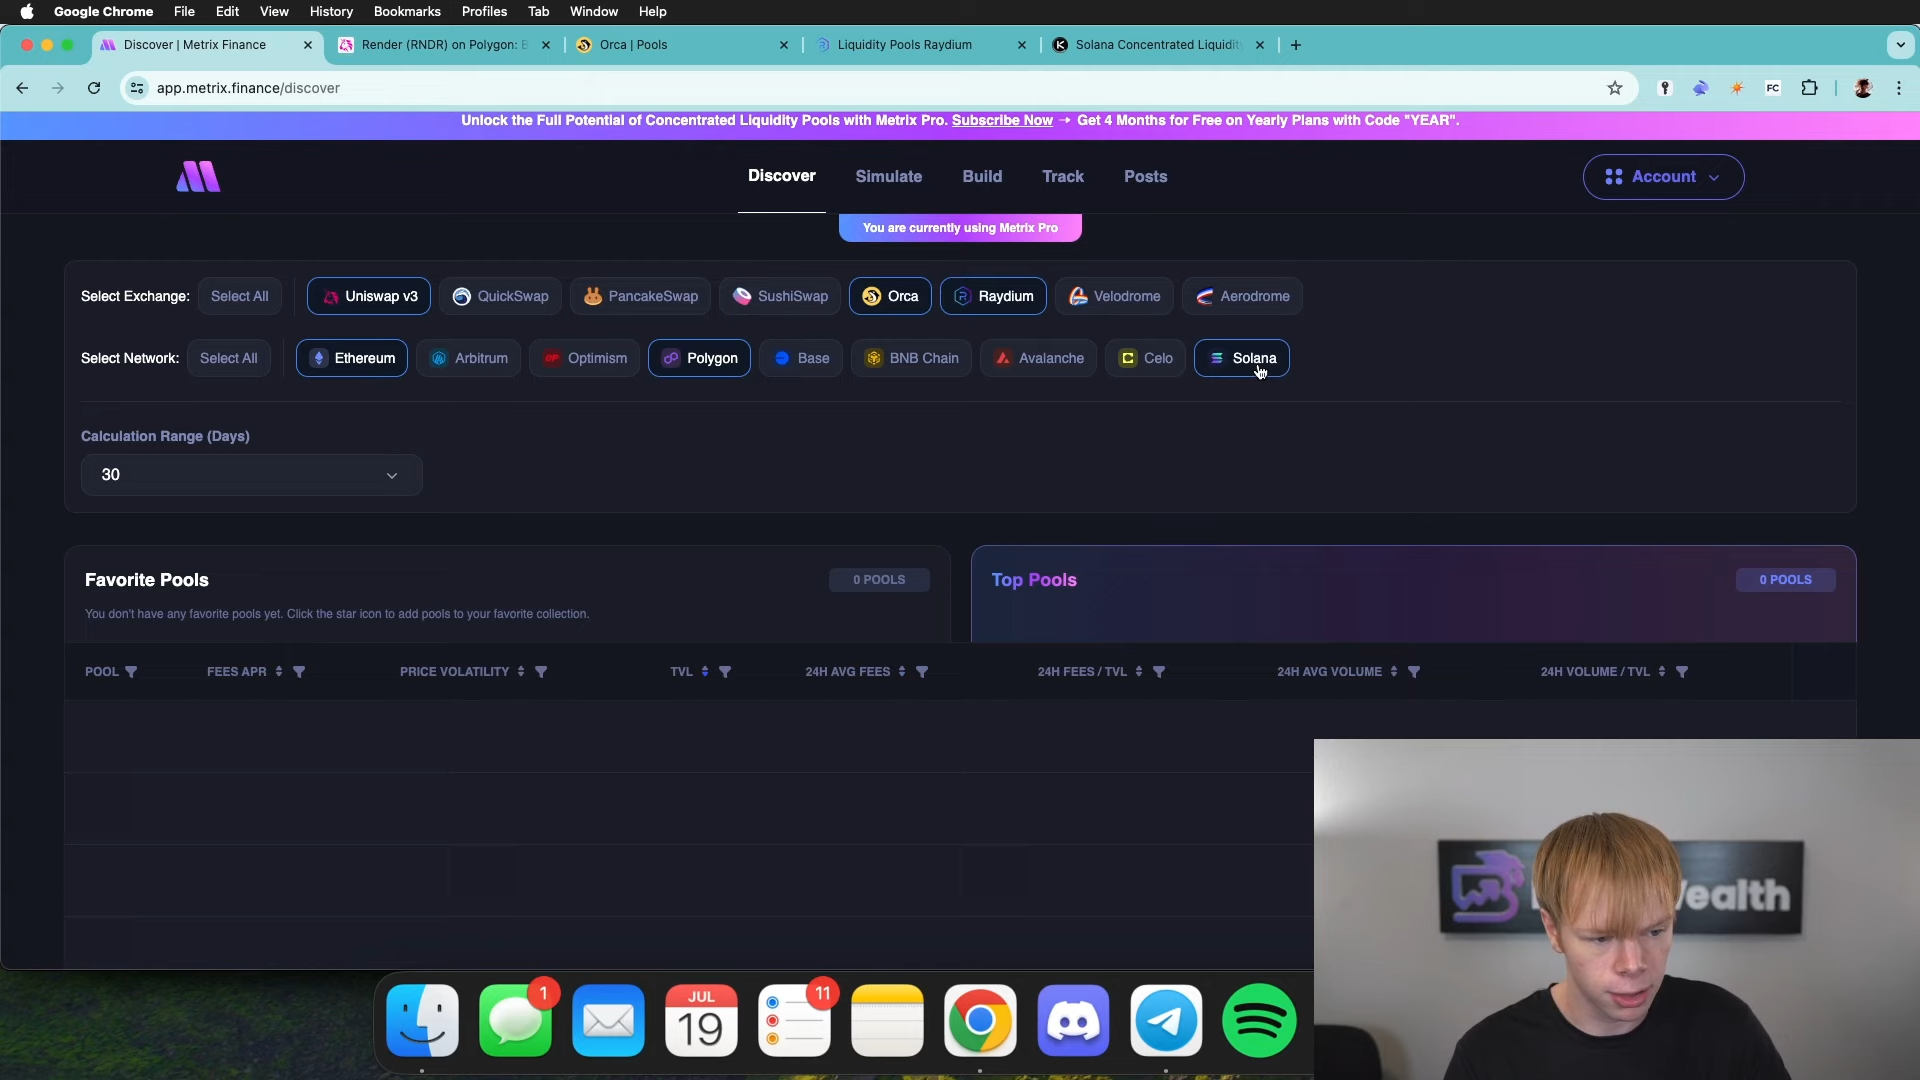 Google Chrome File Edit View History Bookmarks Profiles Tab Window Help
Discover | Metrix Finance
Render (RNDR) on Polygon:
Orca | Pools
Liquidity Pools Raydium
Solana Concentrated Liquidit
app.metrix.finance/discover
FC
Unlock the Full Potential of Concentrated Liquidity Pools with Metrix Pro. Subscribe Now → Get 4 Months for Free on Yearly Plans with Code "YEAR".
Discover Simulate Build Track Posts
Account
You are currently using Metrix Pro
Select Exchange: Select All Uniswap v3 QuickSwap PancakeSwap SushiSwap Orca Raydium Velodrome Aerodrome
Select Network: Select All Ethereum Arbitrum OP Optimism Polygon Base BNB Chain Avalanche Celo Solana
Calculation Range (Days)
30
Favorite Pools
0 POOLS
You don't have any favorite pools yet. Click the star icon to add pools to your favorite collection.
Top Pools
0 POOLS
POOL FEES APR PRICE VOLATILITY TVL 24H AVG FEES 24H FEES / TVL 24H AVG VOLUME 24H VOLUME / TVL
ealth
1
JUL
19
11